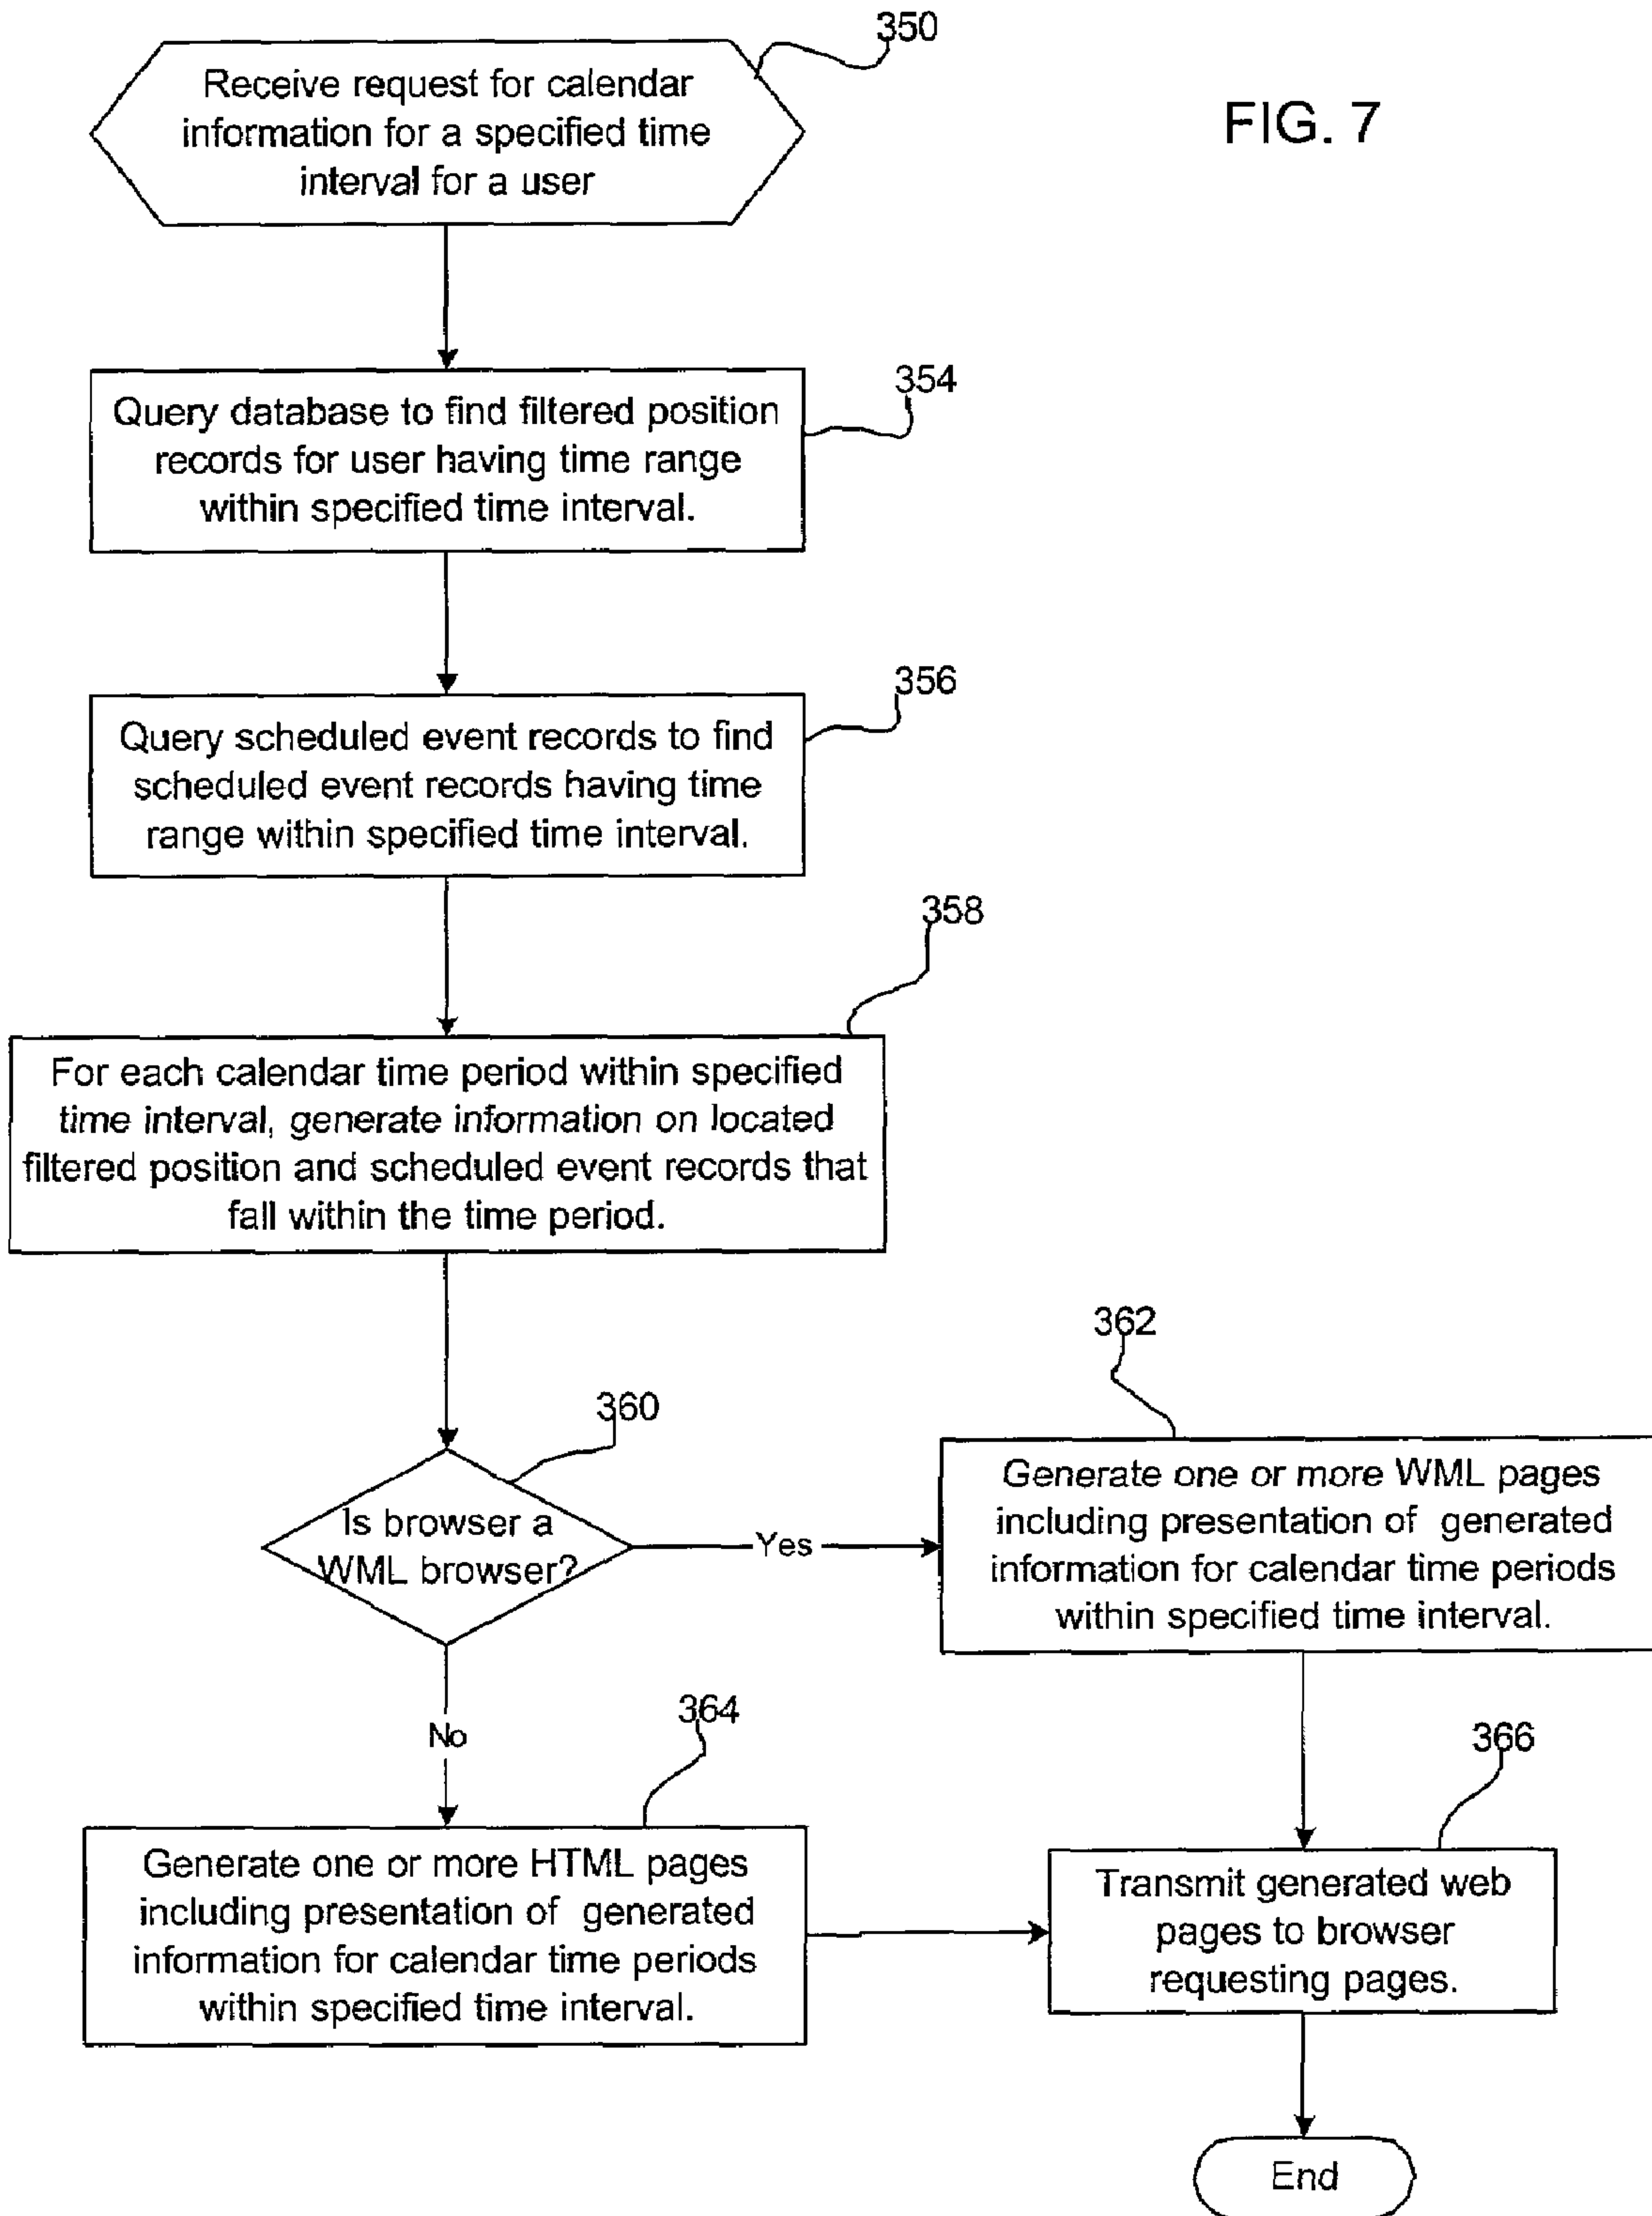 350
Receive request for calendar
information for a specified time
interval for a user
FIG. 7
354
Query database to find filtered position
records for user having time range
within specified time interval.
356
Query scheduled event records to find
scheduled event records having time
range within specified time interval.
358
For each calendar time period within specified
time interval, generate information on located
filtered position and scheduled event records that
fall within the time period.
360
Is browser a
WML browser?
Yes
362
Generate one or more WML pages
including presentation of generated
information for calendar time periods
within specified time interval.
No
364
Generate one or more HTML pages
including presentation of generated
information for calendar time periods
within specified time interval.
366
Transmit generated web
pages to browser
requesting pages.
End